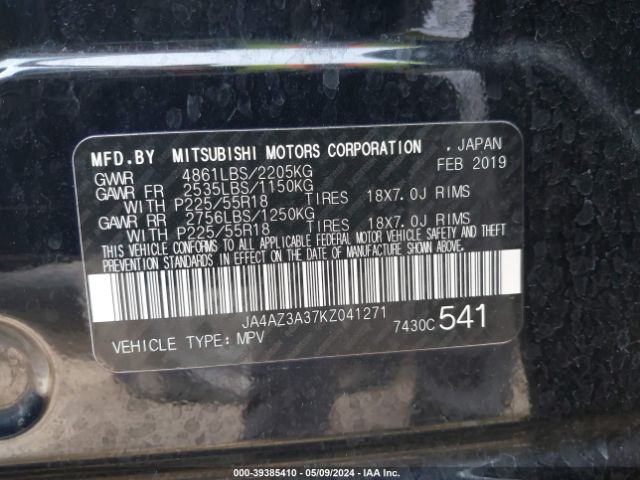 MFD.BY MITSUBISHI MOTORS CORPORATION . JAPAN
GVWR 4861LBS/2205KG FEB 2019
GAWR FR 2535LBS/1150KG
WITH P225/55R18 TIRES 18X7.0J RIMS
GAWR RR 2756LBS/1250KG
WITH P225/55R18 TIRES 18X7.0J RIMS
THIS VEHICLE CONFORMS TO ALL APPLICABLE FEDERAL MOTOR VEHICLE SAFETY AND THEFT
PREVENTION STANDARDS IN EFFECT ON THE DATE OF MANUFACTURE SHOWN ABOVE.
JA4AZ3A37KZ041271
VEHICLE TYPE: MPV 7430C 541
000-39385410 - 05/09/2024 - IAA Inc.